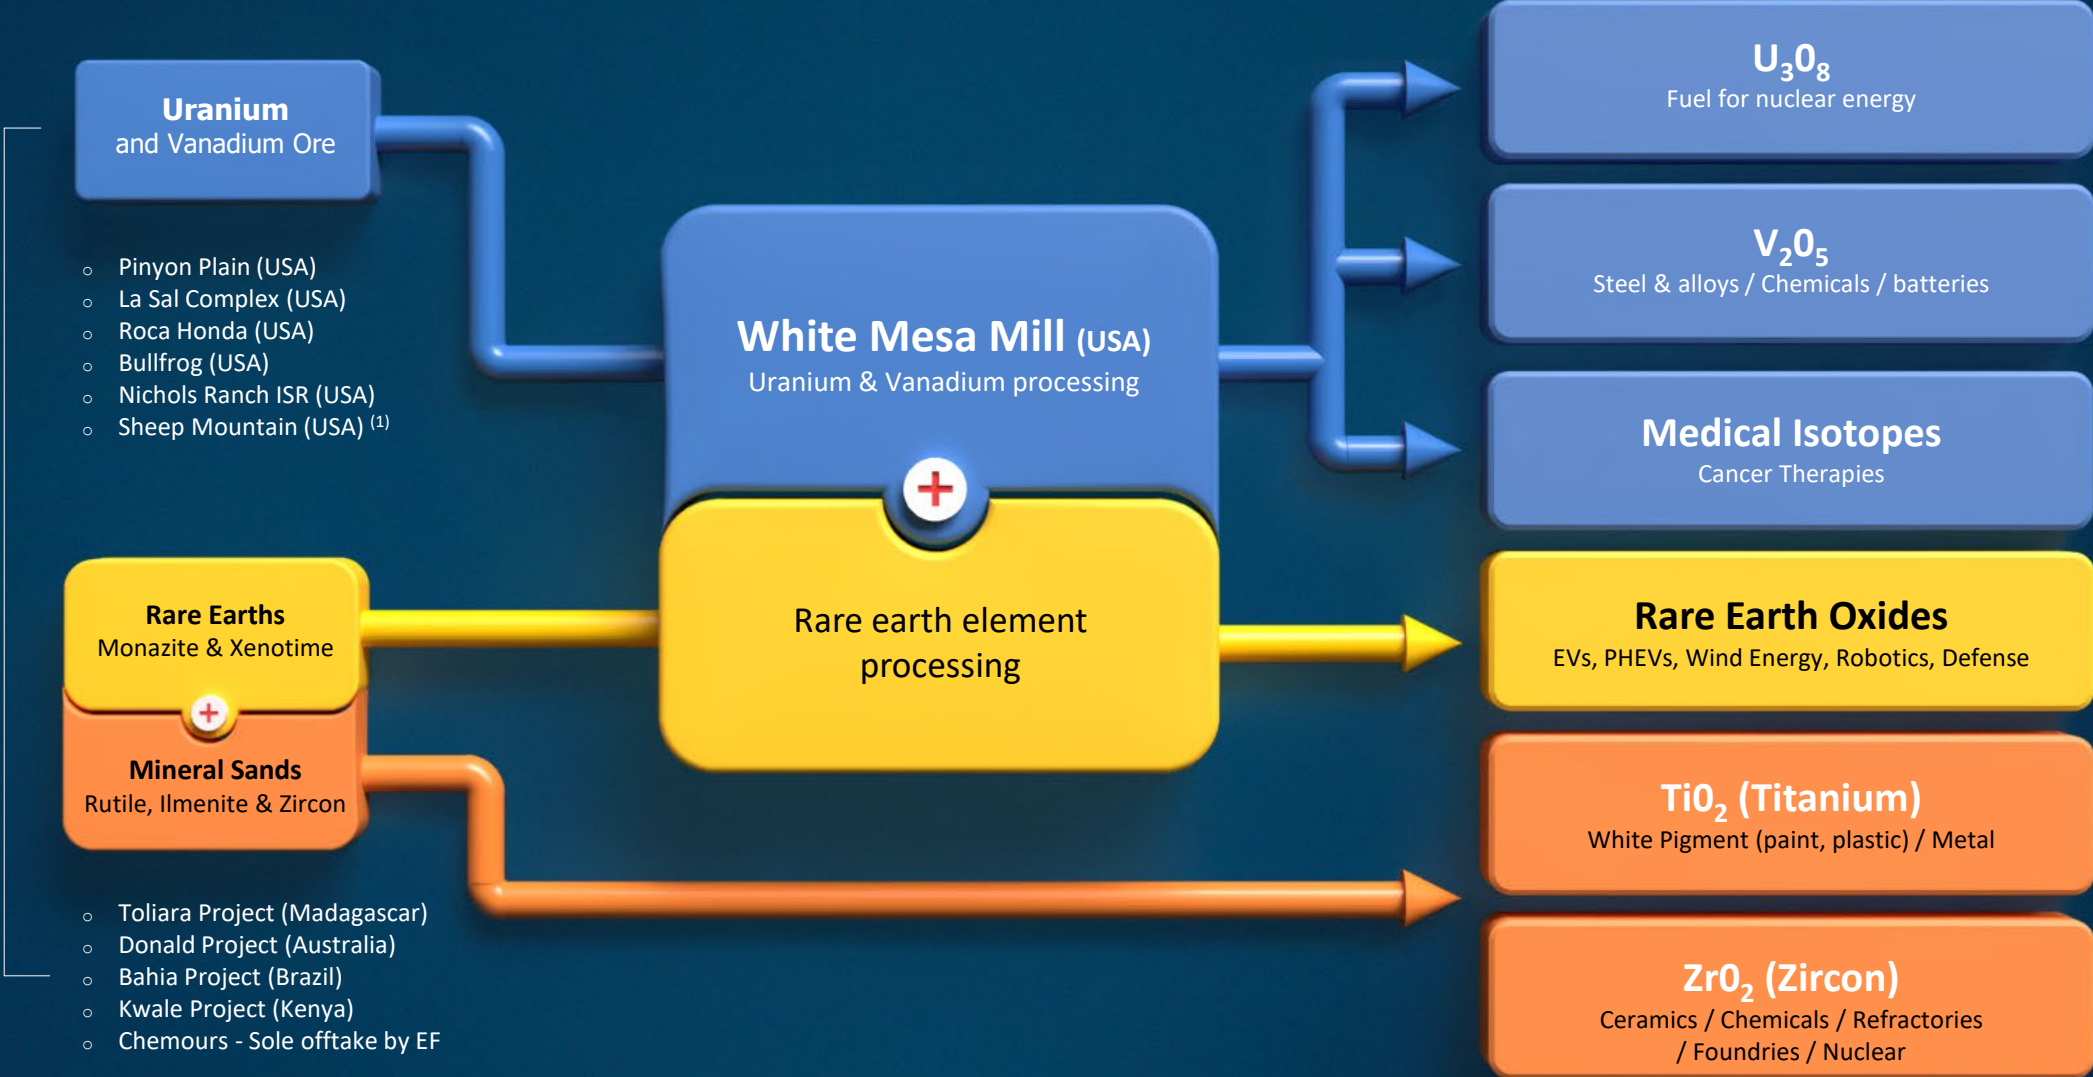 Uranium
and Vanadium Ore
○ Pinyon Plain (USA)
○ La Sal Complex (USA)
○ Roca Honda (USA)
○ Bullfrog (USA)
○ Nichols Ranch ISR (USA)
○ Sheep Mountain (USA) (1)
Rare Earths
Monazite & Xenotime
+
Mineral Sands
Rutile, Ilmenite & Zircon
○ Toliara Project (Madagascar)
○ Donald Project (Australia)
○ Bahia Project (Brazil)
○ Kwale Project (Kenya)
○ Chemours - Sole offtake by EF
White Mesa Mill (USA)
Uranium & Vanadium processing
+
Rare earth element
processing
U₃0₈
Fuel for nuclear energy
V₂0₅
Steel & alloys / Chemicals / batteries
Medical Isotopes
Cancer Therapies
Rare Earth Oxides
EVs, PHEVs, Wind Energy, Robotics, Defense
Ti0₂ (Titanium)
White Pigment (paint, plastic) / Metal
Zr0₂ (Zircon)
Ceramics / Chemicals / Refractories
/ Foundries / Nuclear